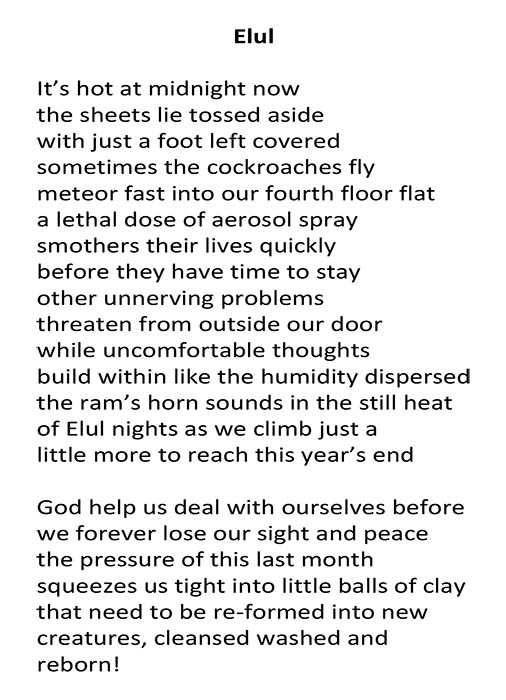 Elul
It’s hot at midnight now
the sheets lie tossed aside
with just a foot left covered
sometimes the cockroaches fly
meteor fast into our fourth floor flat
a lethal dose of aerosol spray
smothers their lives quickly
before they have time to stay
other unnerving problems
threaten from outside our door
while uncomfortable thoughts
build within like the humidity dispersed
the ram’s horn sounds in the still heat
of Elul nights as we climb just a
little more to reach this year’s end
God help us deal with ourselves before
we forever lose our sight and peace
the pressure of this last month
squeezes us tight into little balls of clay
that need to be re-formed into new
creatures, cleansed washed and
reborn!